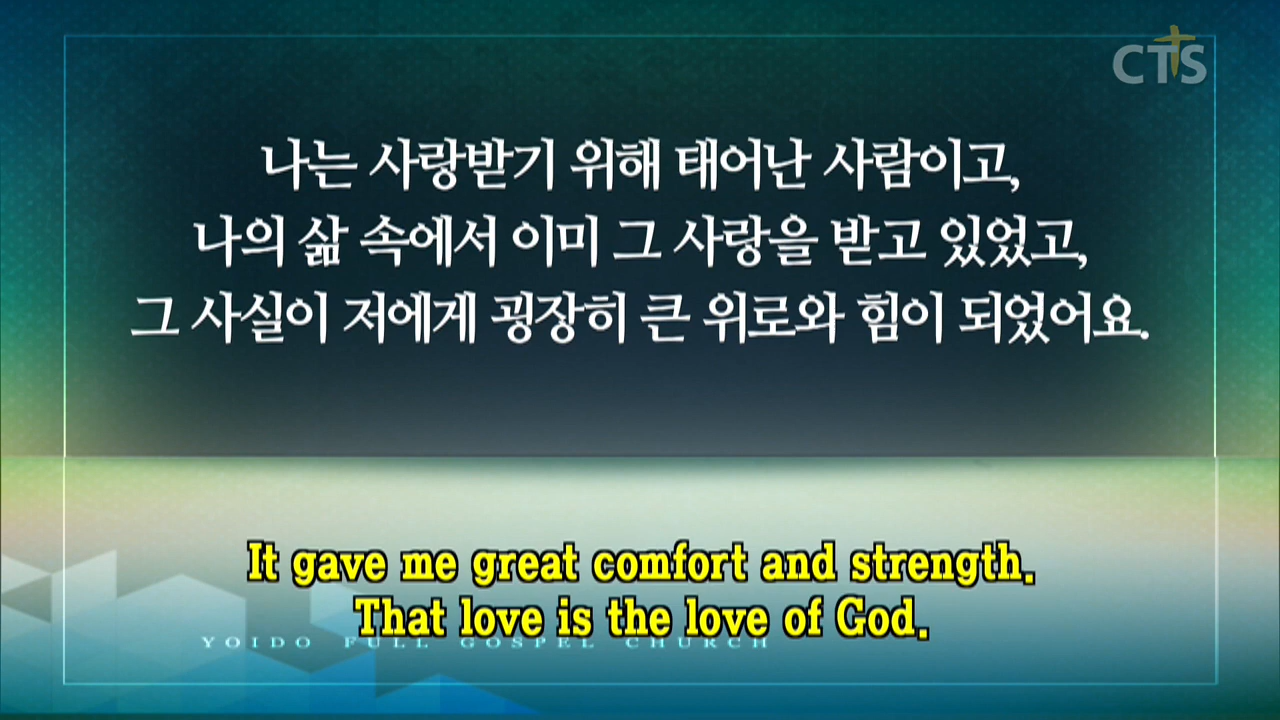 CTS
나는 사랑받기 위해 태어난 사람이고,
나의 삶 속에서 이미 그 사랑을 받고 있었고,
그 사실이 저에게 굉장히 큰 위로와 힘이 되었어요.
It gave me great comfort and strength.
That love is the love of God.
YOIDO FULL GOSPEL CHURCH